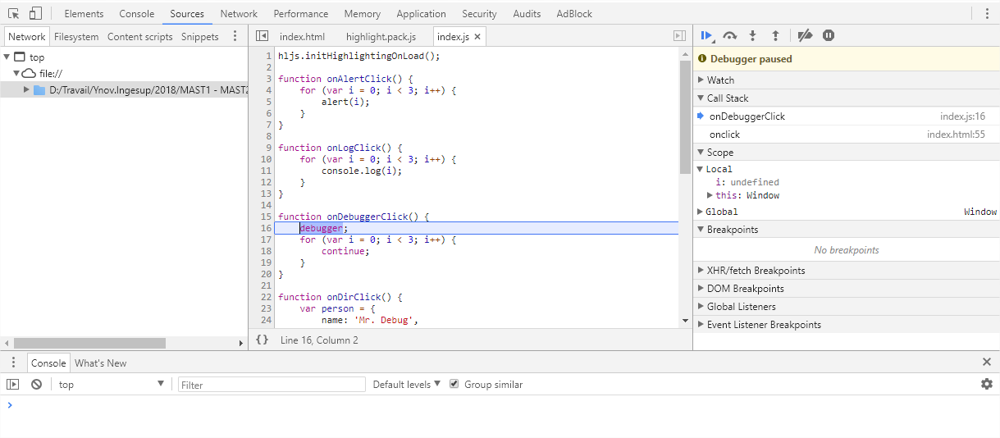 Elements Console Sources Network Performance Memory Application Security Audits AdBlock
Network Filesystem Content scripts Snippets
top
file://
D:/Travail/Ynov.Ingesup/2018/MAST1 - MAST2
index.html highlight.pack.js index.js
1 hljs.initHighlightingOnLoad();
2
3 function onAlertClick() {
4 for (var i = 0; i < 3; i++) {
5 alert(i);
6 }
7 }
8
9 function onLogClick() {
10 for (var i = 0; i < 3; i++) {
11 console.log(i);
12 }
13 }
14
15 function onDebuggerClick() {
16 debugger;
17 for (var i = 0; i < 3; i++) {
18 continue;
19 }
20 }
21
22 function onDirClick() {
23 var person = {
24 name: 'Mr. Debug',
{} Line 16, Column 2
Debugger paused
Watch
Call Stack
onDebuggerClick index.js:16
onclick index.html:55
Scope
Local
i: undefined
this: Window
Global Window
Breakpoints
No breakpoints
XHR/fetch Breakpoints
DOM Breakpoints
Global Listeners
Event Listener Breakpoints
Console What's New
top Filter Default levels Group similar